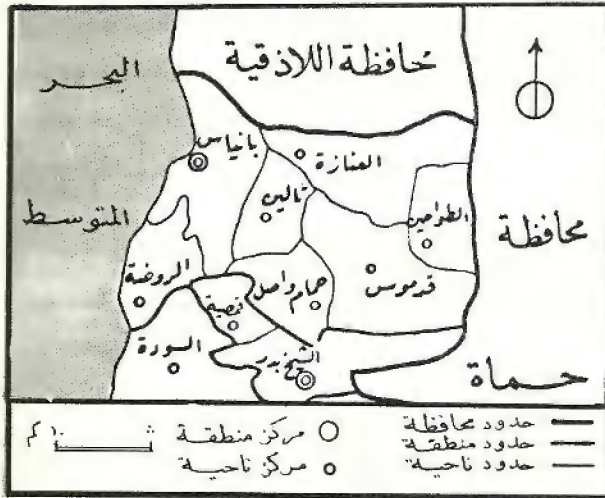 محافظة اللاذقية
البحر
المتوسط
بانياس
العنازة
تالين
الطواحين
محافظة
حماة
الروضة
حمام واصل
قدموس
السودة
الشيخ بدر
حدود محافظة
حدود منطقة
حدود ناحية
مركز منطقة
مركز ناحية
١٠ كم